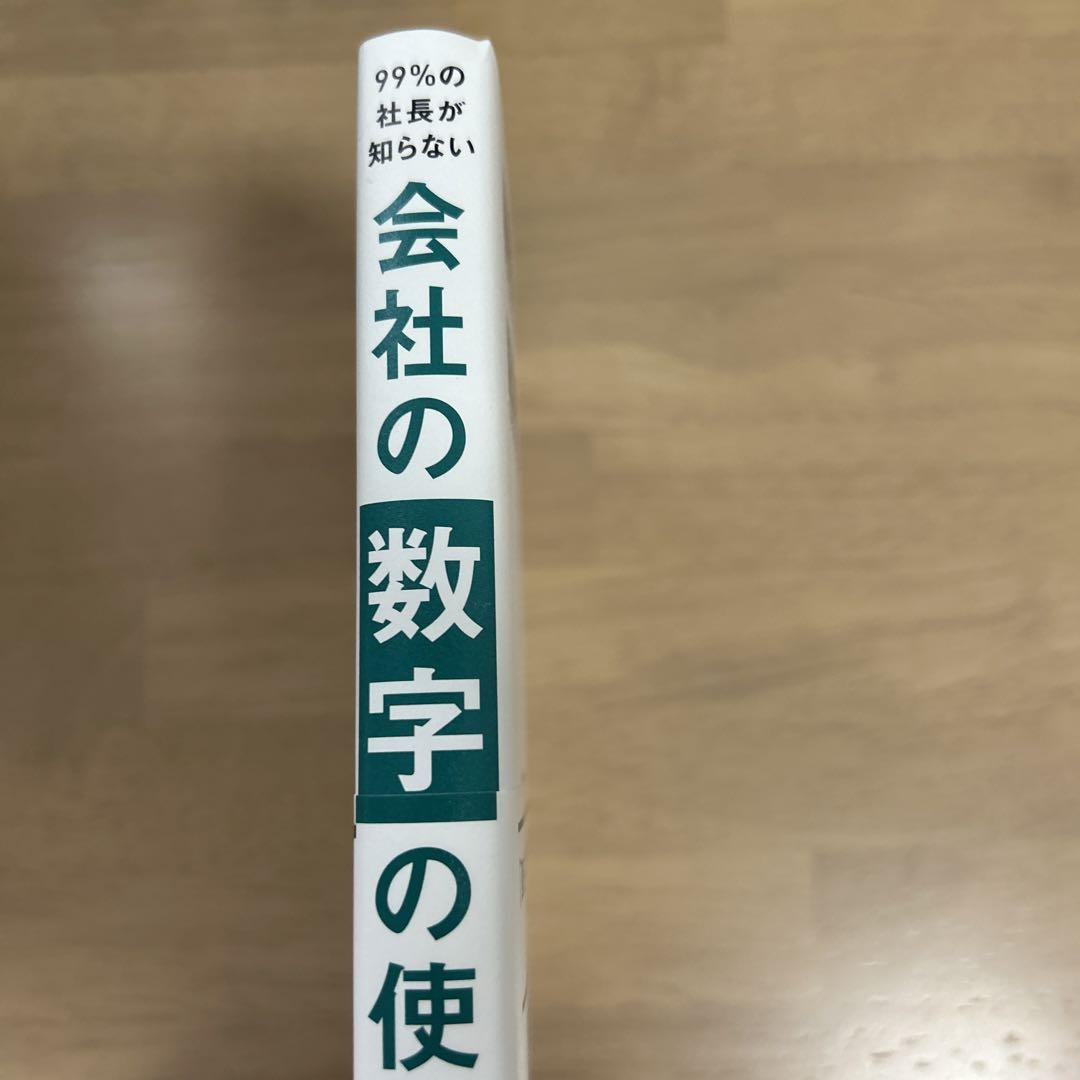 99%の
社長が
知らない
会社の数字の使